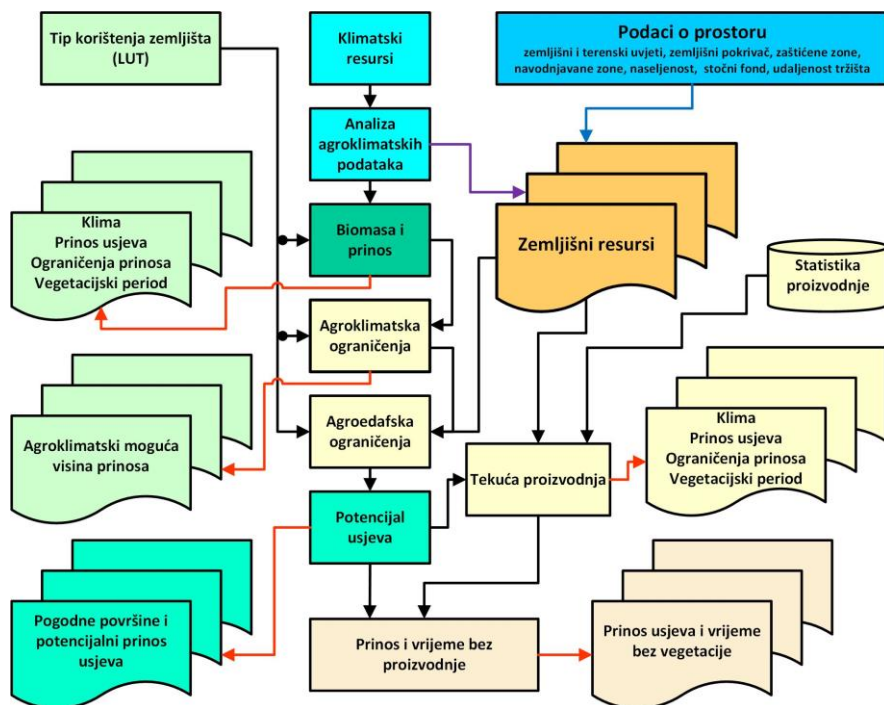 Tip korištenja zemljišta
(LUT)
Klimatski
resursi
Podaci o prostoru
zemljišni i terenski uvjeti, zemljišni pokrivač, zaštićene zone,
navodnjavane zone, naseljenost, stočni fond, udaljenost tržišta
Analiza
agroklimatskih
podataka
Klima
Prinos usjeva
Ograničenja prinosa
Vegetacijski period
Biomasa i
prinos
Zemljišni resursi
Statistika
proizvodnje
Agroklimatska
ograničenja
Agroklimatski moguća
visina prinosa
Agroedafska
ograničenja
Tekuća proizvodnja
Klima
Prinos usjeva
Ograničenja prinosa
Vegetacijski period
Potencijal
usjeva
Pogodne površine i
potencijalni prinos
usjeva
Prinos i vrijeme bez
proizvodnje
Prinos usjeva i vrijeme
bez vegetacije